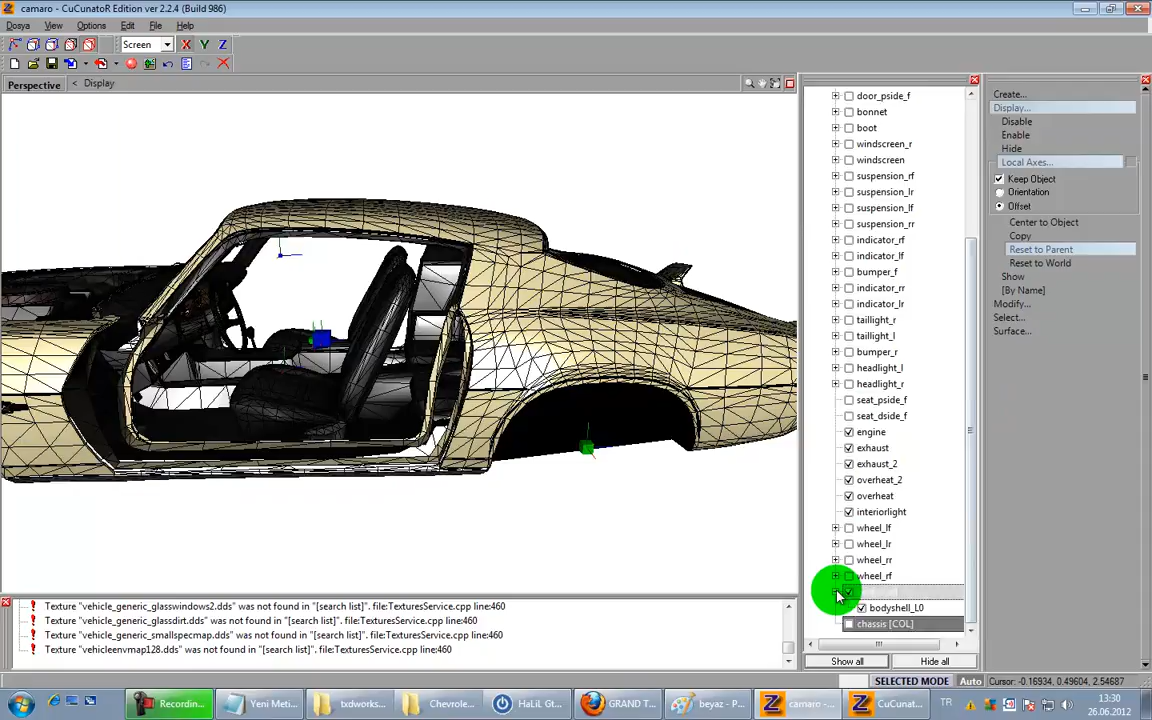 camaro - CuCunatoR Edition ver 2.2.4 (Build 986)
Dosya View Options Edit File Help
Screen X Y Z
Perspective < Display
door_pside_f
bonnet
boot
windscreen_r
windscreen
suspension_rf
suspension_lr
suspension_lf
suspension_rr
indicator_rf
indicator_lf
bumper_f
indicator_rr
indicator_lr
taillight_r
taillight_l
bumper_r
headlight_l
headlight_r
seat_pside_f
seat_dside_f
engine
exhaust
exhaust_2
overheat_2
overheat
interiorlight
wheel_lf
wheel_lr
wheel_rr
wheel_rf
bodyshell_L0
chassis [COL]
Show all Hide all
Create...
Display...
Disable
Enable
Hide
Local Axes...
Keep Object
Orientation
Offset
Center to Object
Copy
Reset to Parent
Reset to World
Show
[By Name]
Modify...
Select...
Surface...
Texture "vehicle_generic_glasswindows2.dds" was not found in "[search list]". file:TexturesService.cpp line:460
Texture "vehicle_generic_glassdirt.dds" was not found in "[search list]". file:TexturesService.cpp line:460
Texture "vehicle_generic_smallspecmap.dds" was not found in "[search list]". file:TexturesService.cpp line:460
Texture "vehicleenvmap128.dds" was not found in "[search list]". file:TexturesService.cpp line:460
SELECTED MODE Auto Cursor: -0.16934, 0.49604, 2.54687
Recordin... Yeni Meti... txdworks... Chevrole... HaLiL Gt... GRAND T... beyaz - P... camaro -... CuCunat... TR 13:30
26.06.2012